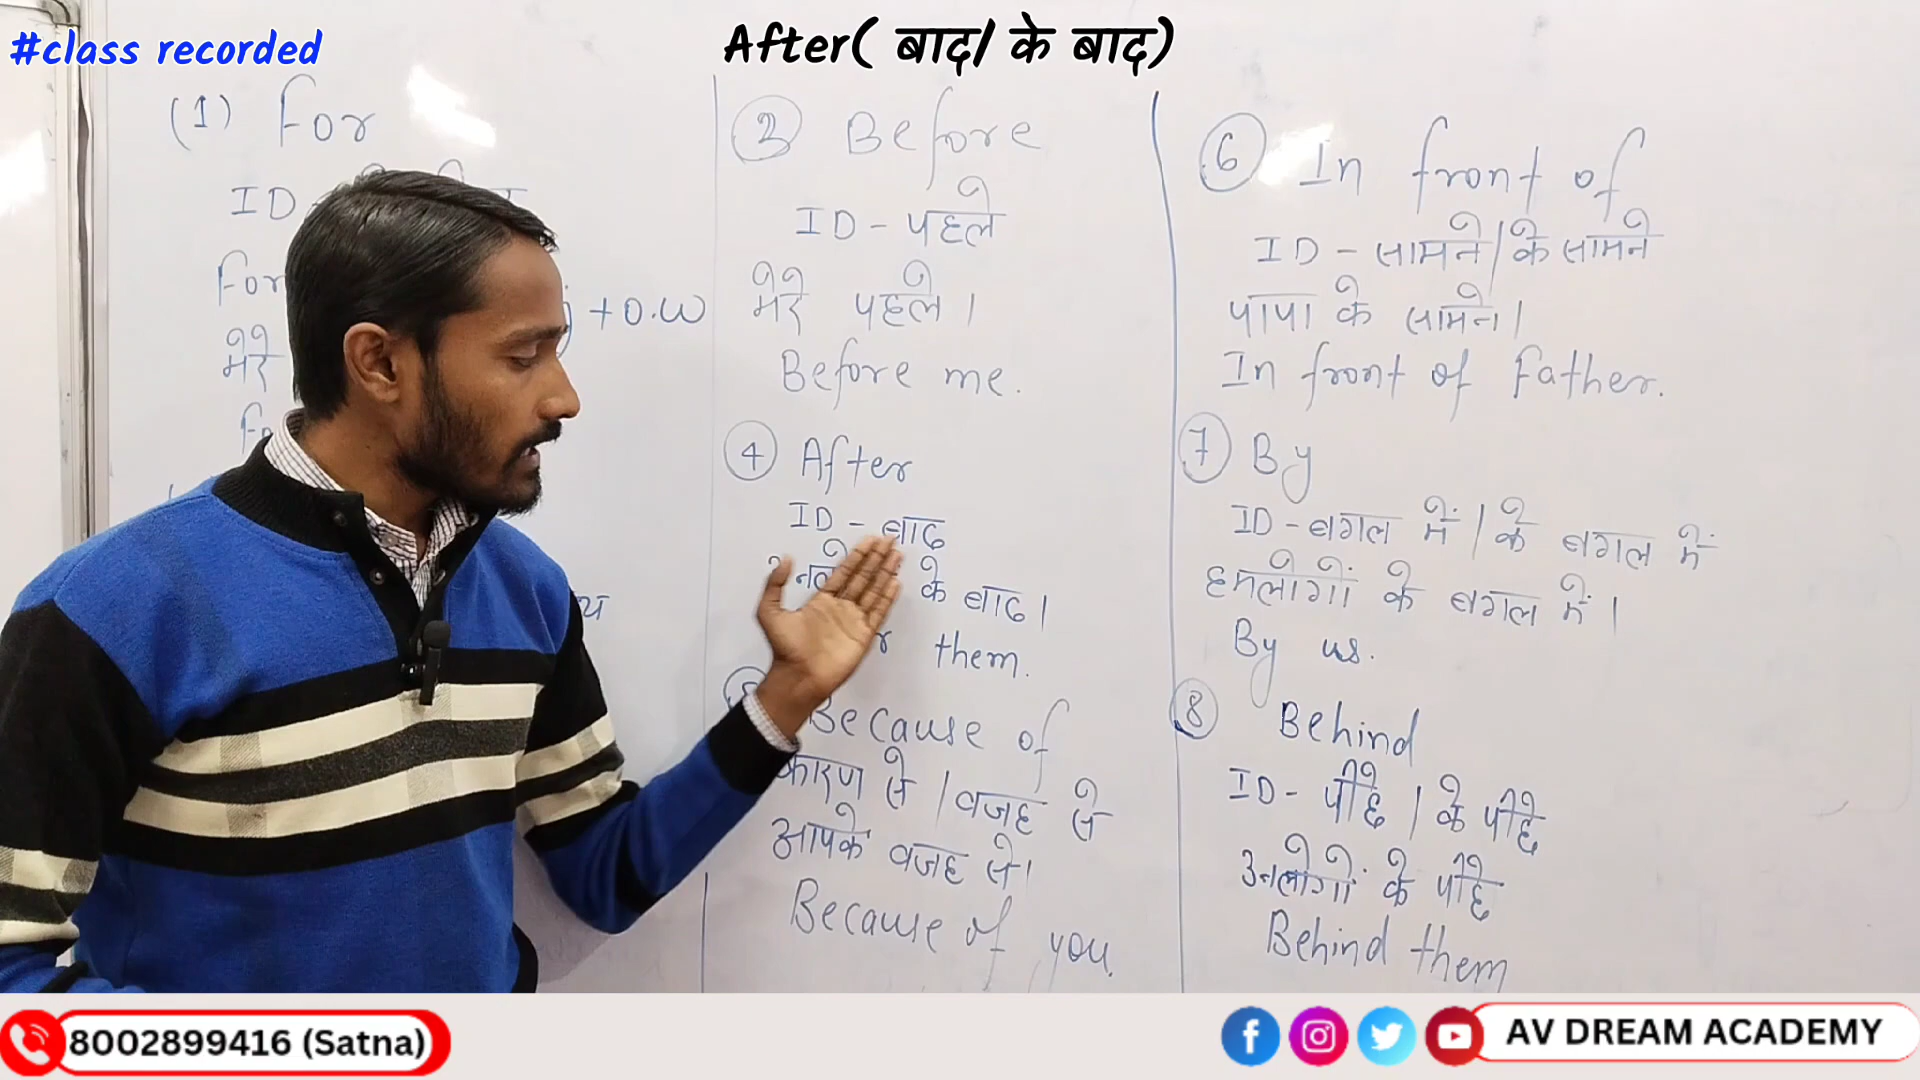 #class recorded
After( बाद/ के बाद)
(1) For
ID
For
+ O.W
मेरे
② Before
ID - पहले
मेरे पहले।
Before me.
④ After
ID - बाद
के बाद।
them.
Because of
कारण से / वजह से
आपके वजह से।
Because of you.
⑥ In front of
ID - सामने / के सामने
पापा के सामने।
In front of Father.
⑦ By
ID - बगल में / के बगल में
हमलोगों के बगल में।
By us.
⑧ Behind
ID - पीछे / के पीछे
उनलोगों के पीछे
Behind them
8002899416 (Satna)
AV DREAM ACADEMY